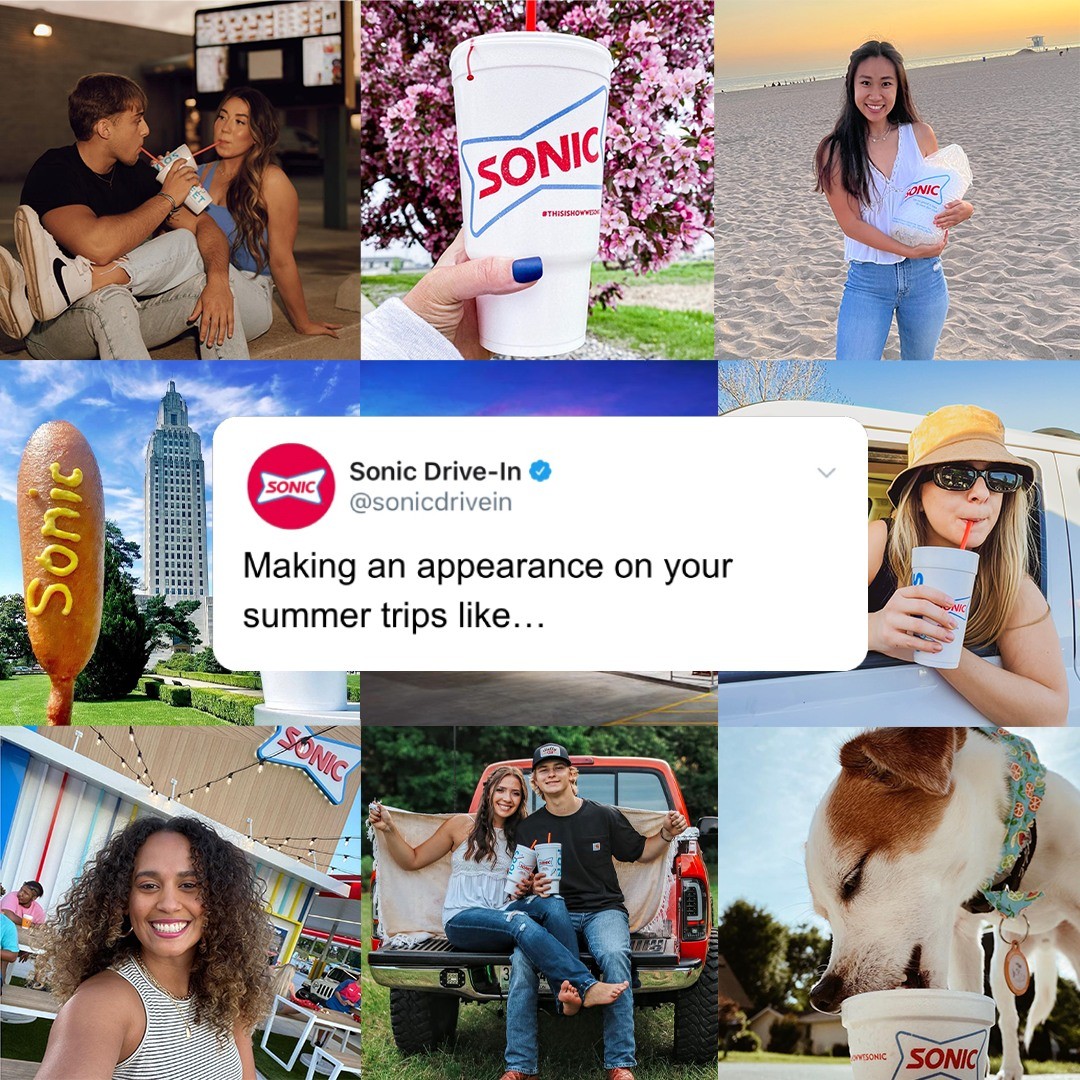 SONIC
#THISISHOWWESONIC
SONIC
Sonic
SONIC
Sonic Drive-In
@sonicdrivein
Making an appearance on your
summer trips like…
SONIC
SONIC
SONIC
SONIC